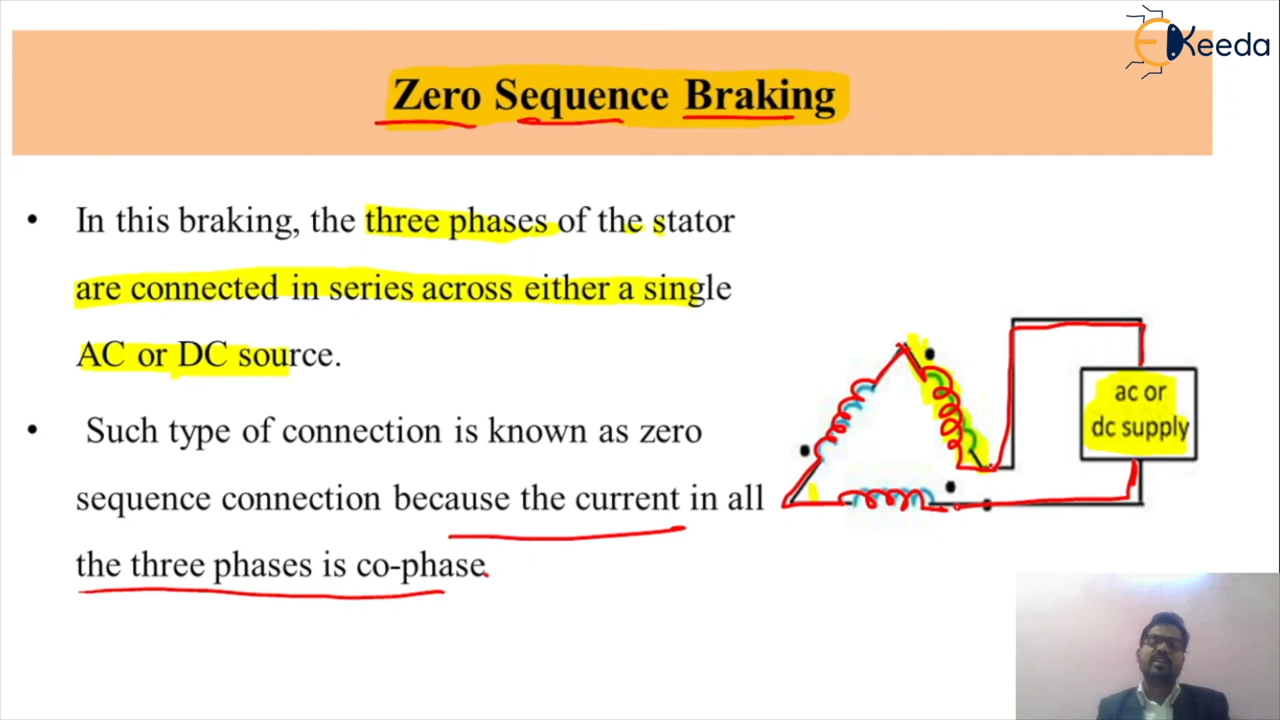 Keeda
Zero Sequence Braking
• In this braking, the three phases of the stator
are connected in series across either a single
AC or DC source.
• Such type of connection is known as zero
sequence connection because the current in all
the three phases is co-phase.
ac or
dc supply